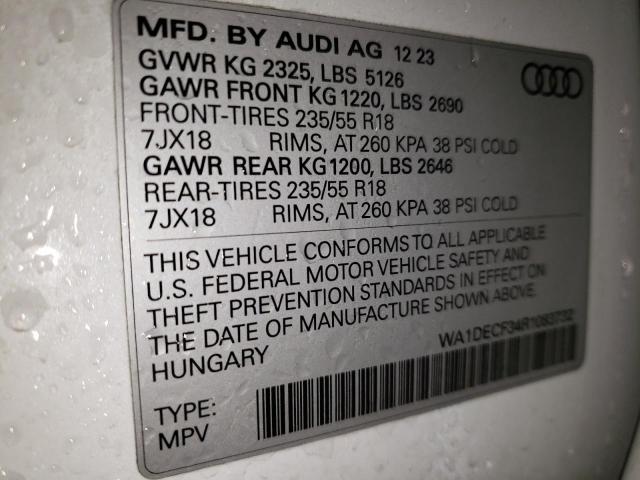 MFD. BY AUDI AG 12 23
GVWR KG 2325, LBS 5126
GAWR FRONT KG 1220, LBS 2690
FRONT-TIRES 235/55 R18
7JX18 RIMS, AT 260 KPA 38 PSI COLD
GAWR REAR KG 1200, LBS 2646
REAR-TIRES 235/55 R18
7JX18 RIMS, AT 260 KPA 38 PSI COLD
THIS VEHICLE CONFORMS TO ALL APPLICABLE
U.S. FEDERAL MOTOR VEHICLE SAFETY AND
THEFT PREVENTION STANDARDS IN EFFECT ON
THE DATE OF MANUFACTURE SHOWN ABOVE.
HUNGARY WA1DECF34R1083732
TYPE:
MPV